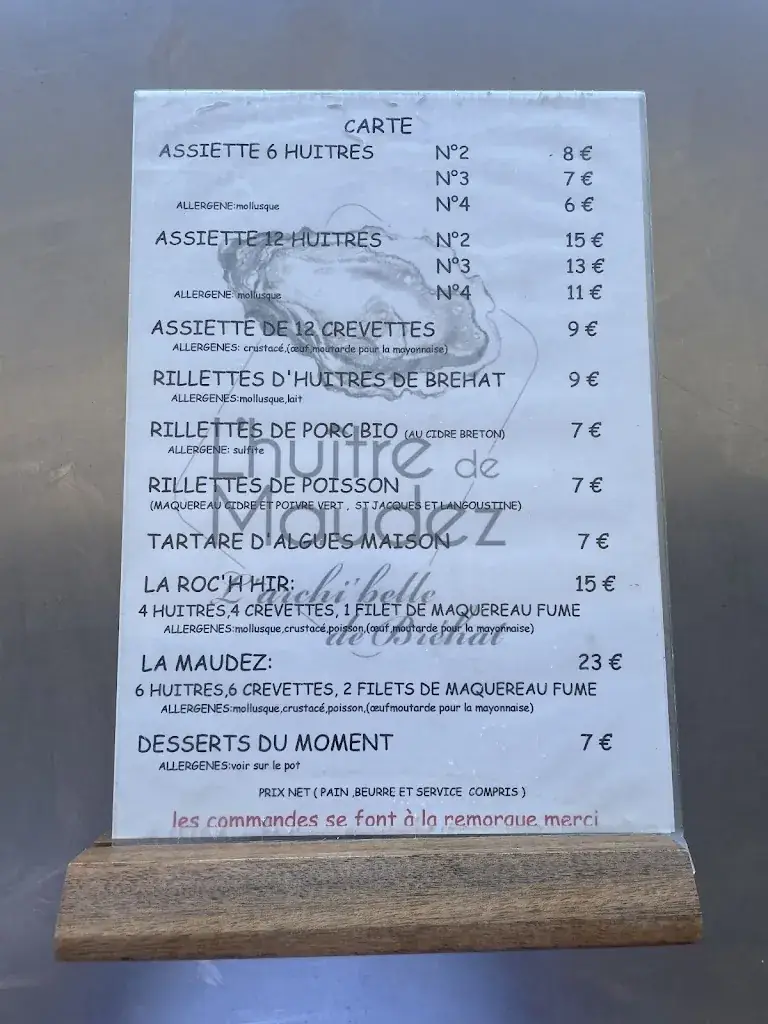 CARTE
ASSIETTE 6 HUITRES N°2 8 €
N°3 7 €
ALLERGENE:mollusque N°4 6 €
ASSIETTE 12 HUITRES N°2 15 €
N°3 13 €
ALLERGENE: mollusque N°4 11 €
ASSIETTE DE 12 CREVETTES 9 €
ALLERGENES: crustacé,(œuf,moutarde pour la mayonnaise)
RILLETTES D'HUITRES DE BREHAT 9 €
ALLERGENES:mollusque,lait
RILLETTES DE PORC BIO (AU CIDRE BRETON) 7 €
ALLERGENE: sulfite
L'huitre de
RILLETTES DE POISSON 7 €
(MAQUEREAU CIDRE ET POIVRE VERT , ST JACQUES ET LANGOUSTINE)
Maudez
TARTARE D'ALGUES MAISON 7 €
LA ROC'H HIR: 15 €
L'archi'belle
4 HUITRES,4 CREVETTES, 1 FILET DE MAQUEREAU FUME
ALLERGENES:mollusque,crustacé,poisson,(œuf,moutarde pour la mayonnaise)
de Bréhat
LA MAUDEZ: 23 €
6 HUITRES,6 CREVETTES, 2 FILETS DE MAQUEREAU FUME
ALLERGENES:mollusque,crustacé,poisson,(œufmoutarde pour la mayonnaise)
DESSERTS DU MOMENT 7 €
ALLERGENES:voir sur le pot
PRIX NET ( PAIN ,BEURRE ET SERVICE COMPRIS )
les commandes se font à la remorque merci